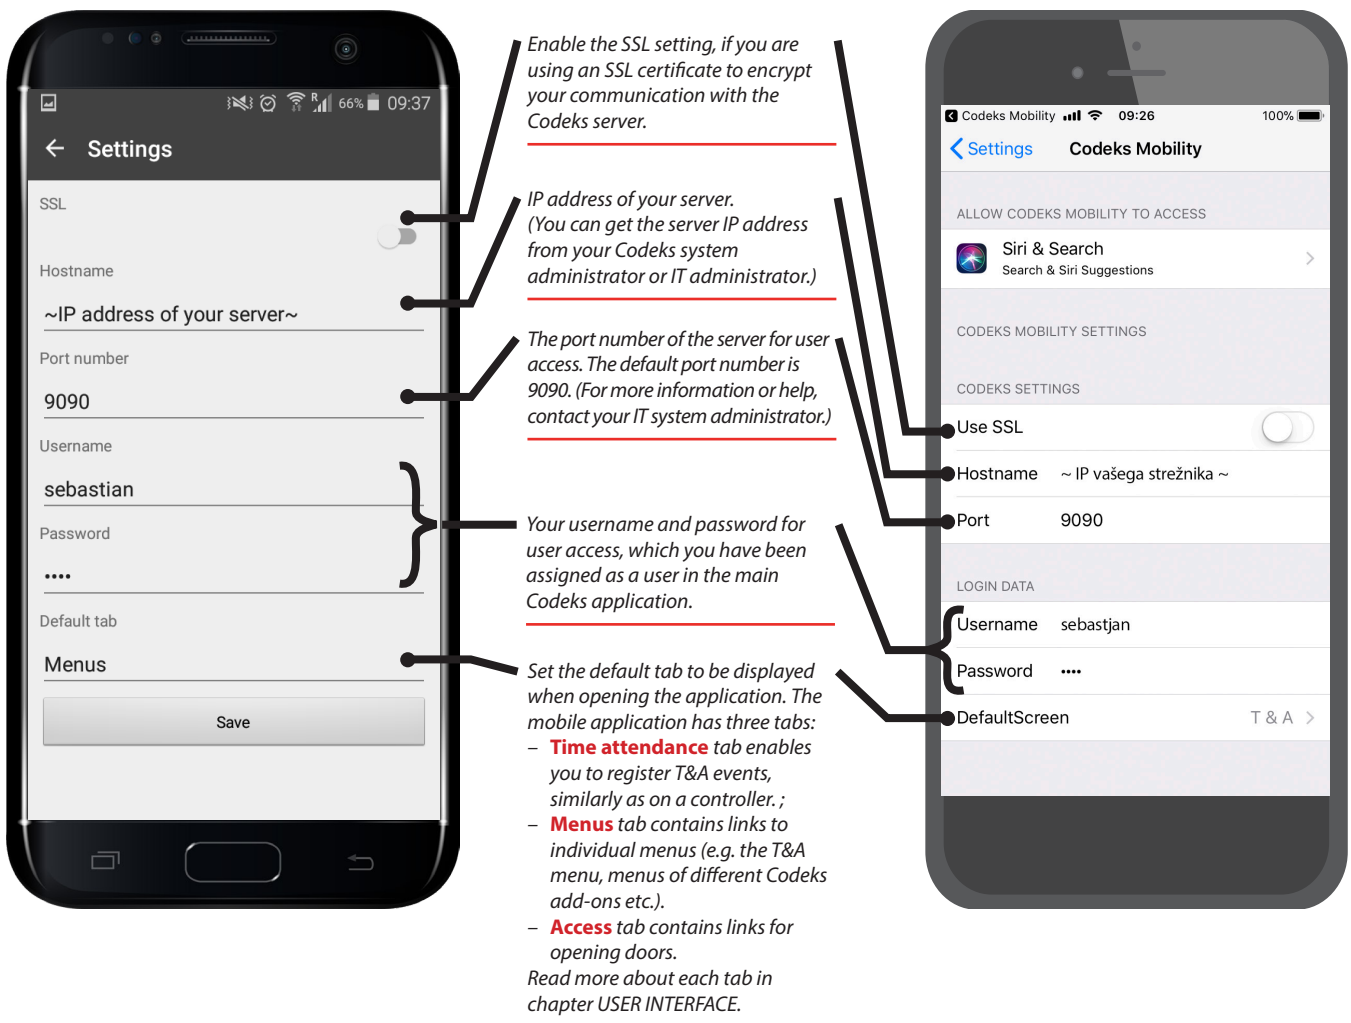 R 66% 09:37
Settings
SSL
Hostname
~IP address of your server~
Port number
9090
Username
sebastian
Password
••••
Default tab
Menus
Save
Enable the SSL setting, if you are
using an SSL certificate to encrypt
your communication with the
Codeks server.
IP address of your server.
(You can get the server IP address
from your Codeks system
administrator or IT administrator.)
The port number of the server for user
access. The default port number is
9090. (For more information or help,
contact your IT system administrator.)
Your username and password for
user access, which you have been
assigned as a user in the main
Codeks application.
Set the default tab to be displayed
when opening the application. The
mobile application has three tabs:
– Time attendance tab enables
you to register T&A events,
similarly as on a controller. ;
– Menus tab contains links to
individual menus (e.g. the T&A
menu, menus of different Codeks
add-ons etc.).
– Access tab contains links for
opening doors.
Read more about each tab in
chapter USER INTERFACE.
Codeks Mobility 09:26 100%
Settings Codeks Mobility
ALLOW CODEKS MOBILITY TO ACCESS
Siri & Search
Search & Siri Suggestions
CODEKS MOBILITY SETTINGS
CODEKS SETTINGS
Use SSL
Hostname ~ IP vašega strežnika ~
Port 9090
LOGIN DATA
Username sebastjan
Password ••••
DefaultScreen T & A